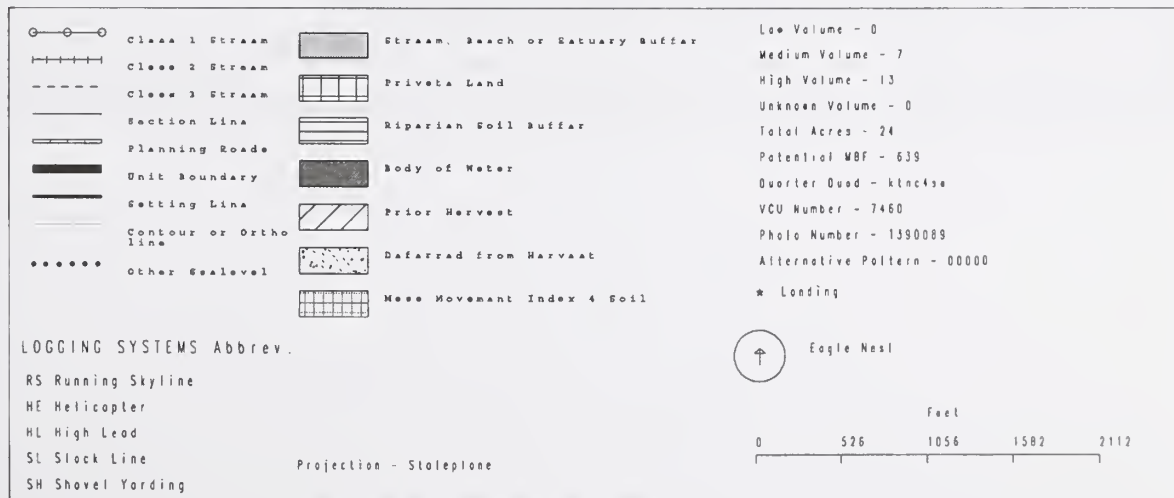 Class 1 Stream
Class 2 Stream
Class 3 Stream
Section Line
Planning Roads
Unit Boundary
Setting Line
Contour or Ortho
line
Other Sealevel
Stream, Beach or Estuary Buffer
Private Land
Riparian Soil Buffer
Body of Water
Prior Harvest
Deferred from Harvest
Mass Movement Index 4 Soil
Low Volume - 0
Medium Volume - 7
High Volume - 13
Unknown Volume - 0
Total Acres - 24
Potential MBF - 639
Quarter Quad - ktnc4se
VCU Number - 7460
Photo Number - 1390089
Alternative Pattern - 00000
* Landing
Eagle Nest
LOGGING SYSTEMS Abbrev.
RS Running Skyline
HE Helicopter
HL High Lead
SL Slack Line
SH Shovel Yarding
Projection - Stateplane
Feet
0 526 1056 1582 2112